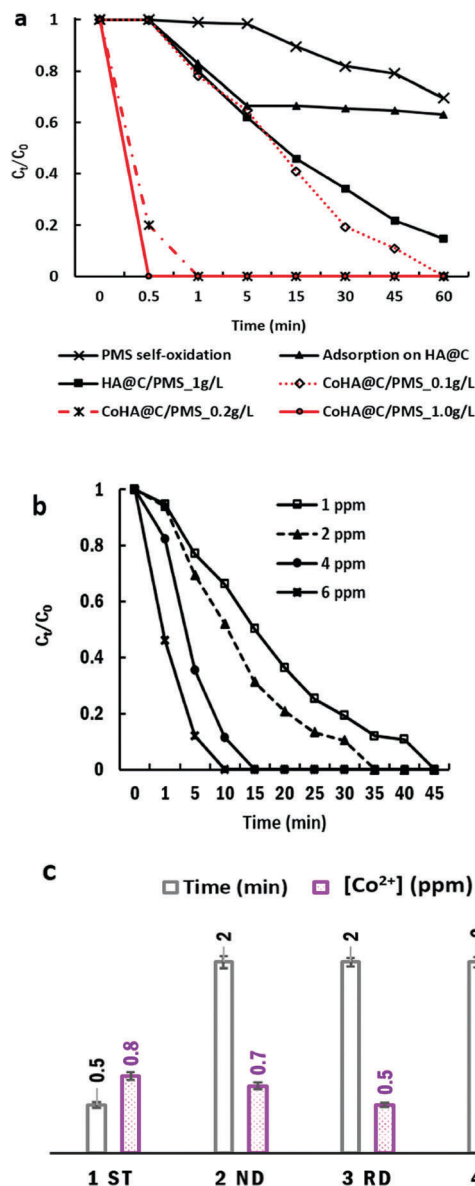 a
1
0.8
0.6
0.4
0.2
0
Cₜ/C₀
0 0.5 1 5 15 30 45 60
Time (min)
PMS self-oxidation Adsorption on HA@C
HA@C/PMS_1g/L CoHA@C/PMS_0.1g/L
CoHA@C/PMS_0.2g/L CoHA@C/PMS_1.0g/L
b
1
0.8
0.6
0.4
0.2
0
Cₜ/C₀
1 ppm
2 ppm
4 ppm
6 ppm
0 1 5 10 15 20 25 30 35 40 45
Time (min)
c
Time (min) [Co²⁺] (ppm)
0.5 0.8 2 0.7 2 0.5
1 ST 2 ND 3 RD